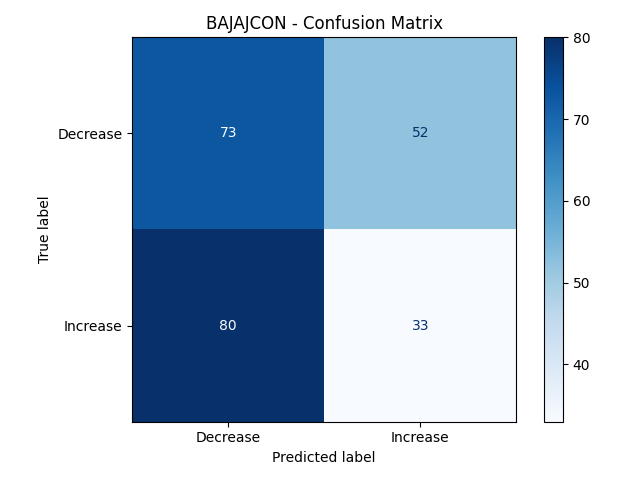 BAJAJCON - Confusion Matrix
80
70
60
50
40
True label
Decrease
73
52
Increase
80
33
Decrease
Increase
Predicted label